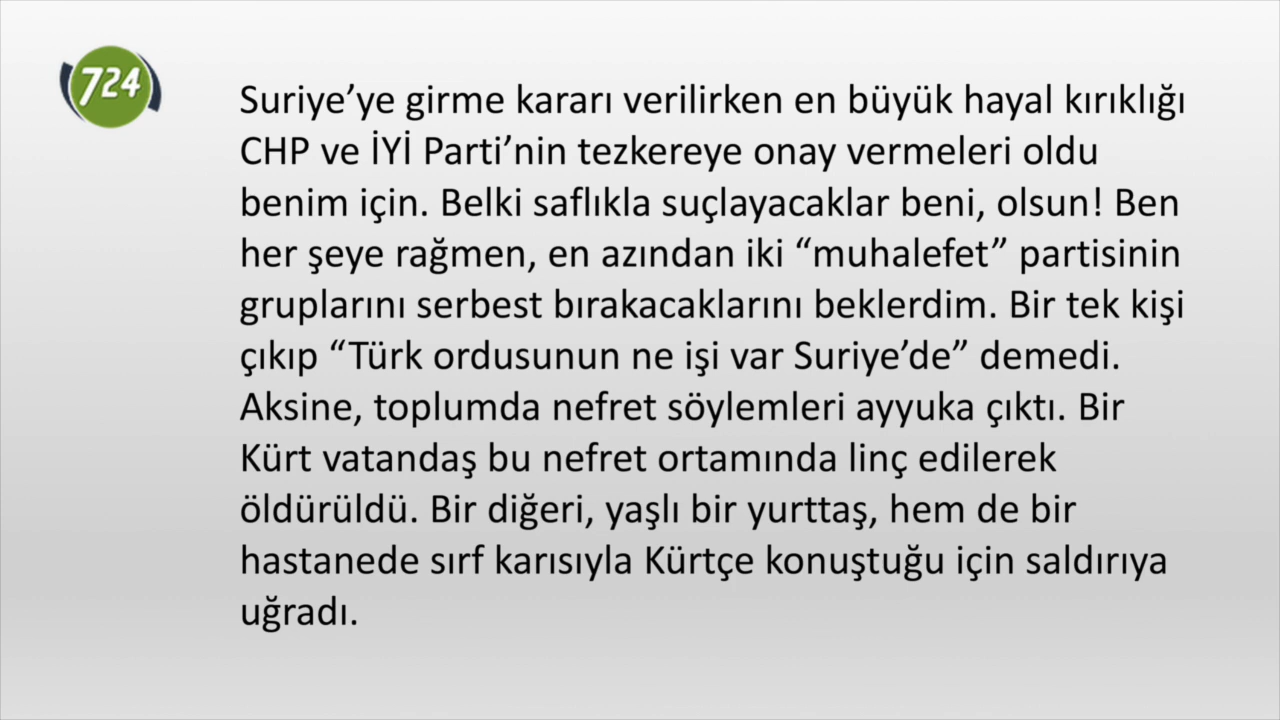 724
Suriye’ye girme kararı verilirken en büyük hayal kırıklığı
CHP ve İYİ Parti’nin tezkereye onay vermeleri oldu
benim için. Belki saflıkla suçlayacaklar beni, olsun! Ben
her şeye rağmen, en azından iki “muhalefet” partisinin
gruplarını serbest bırakacaklarını beklerdim. Bir tek kişi
çıkıp “Türk ordusunun ne işi var Suriye’de” demedi.
Aksine, toplumda nefret söylemleri ayyuka çıktı. Bir
Kürt vatandaş bu nefret ortamında linç edilerek
öldürüldü. Bir diğeri, yaşlı bir yurttaş, hem de bir
hastanede sırf karısıyla Kürtçe konuştuğu için saldırıya
uğradı.